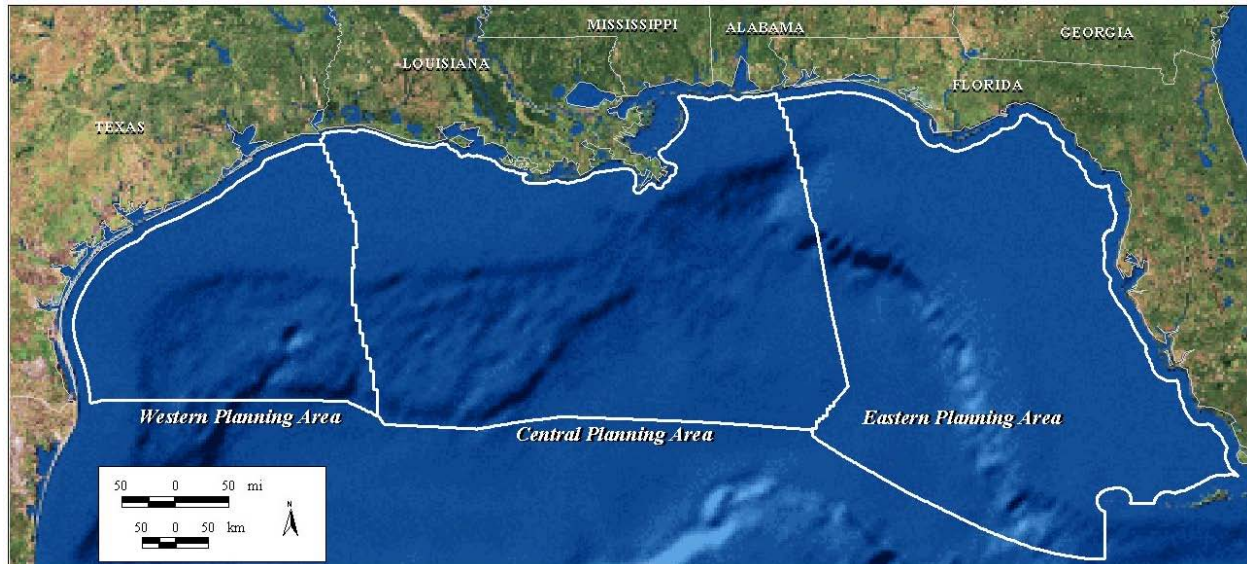 MISSISSIPPI
ALABAMA
GEORGIA
LOUISIANA
FLORIDA
TEXAS
Western Planning Area
Central Planning Area
Eastern Planning Area
50 0 50 mi
N
50 0 50 km